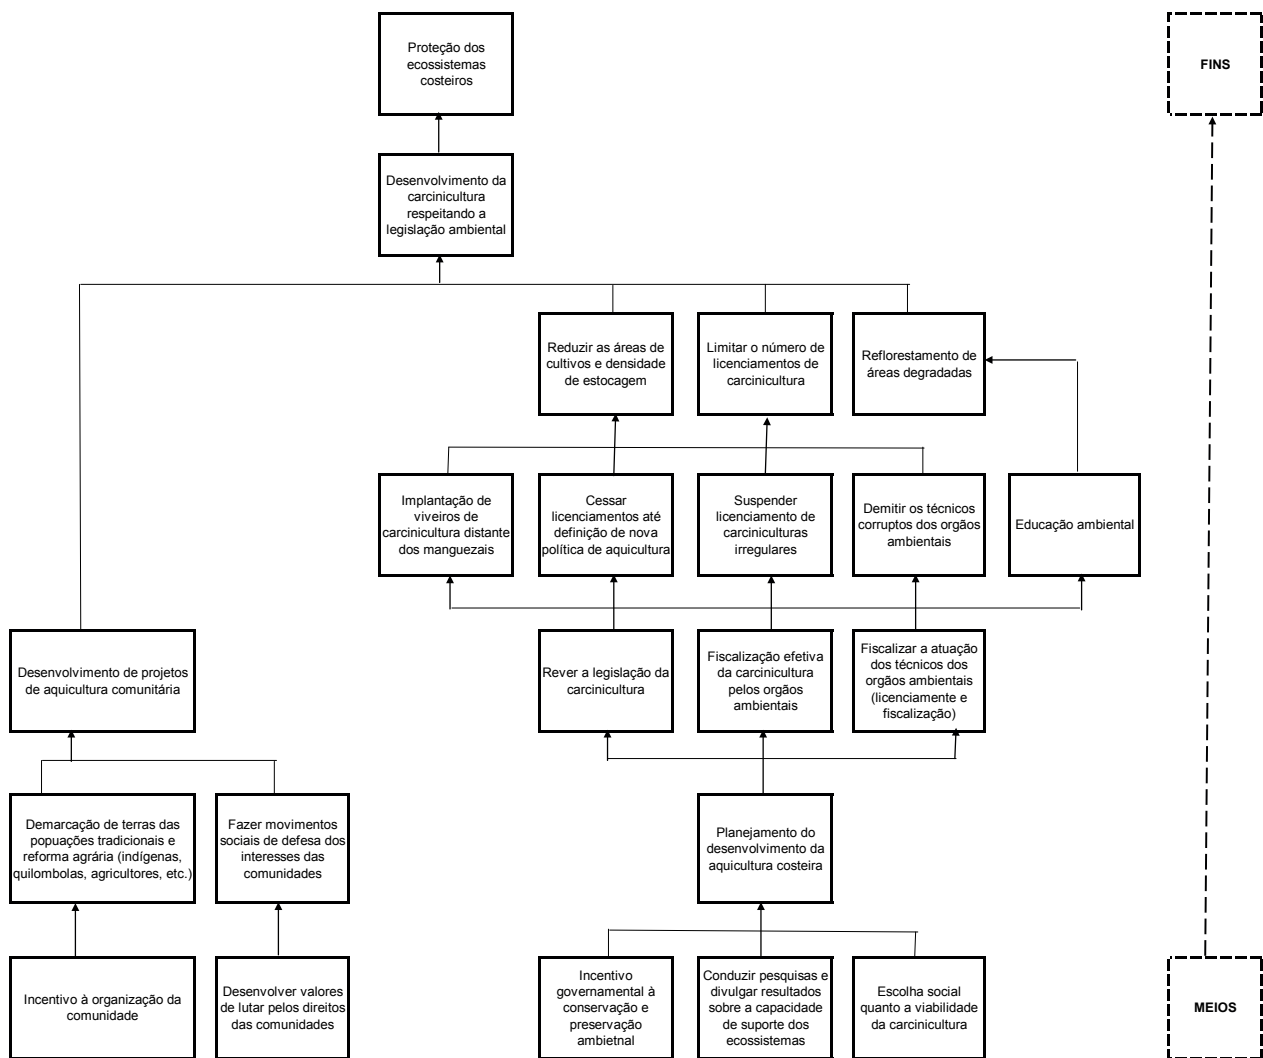 Proteção dos
ecossistemas
costeiros
FINS
Desenvolvimento da
carcinicultura
respeitando a
legislação ambiental
Reduzir as áreas de
cultivos e densidade
de estocagem
Limitar o número de
licenciamentos de
carcinicultura
Reflorestamento de
áreas degradadas
Implantação de
viveiros de
carcinicultura distante
dos manguezais
Cessar
licenciamentos até
definição de nova
política de aquicultura
Suspender
licenciamento de
carciniculturas
irregulares
Demitir os técnicos
corruptos dos orgãos
ambientais
Educação ambiental
Desenvolvimento de projetos
de aquicultura comunitária
Rever a legislação da
carcinicultura
Fiscalização efetiva
da carcinicultura
pelos orgãos
ambientais
Fiscalizar a atuação
dos técnicos dos
orgãos ambientais
(licenciamente e
fiscalização)
Demarcação de terras das
popuações tradicionais e
reforma agrária (indígenas,
quilombolas, agricultores, etc.)
Fazer movimentos
sociais de defesa dos
interesses das
comunidades
Planejamento do
desenvolvimento da
aquicultura costeira
Incentivo à organização da
comunidade
Desenvolver valores
de lutar pelos direitos
das comunidades
Incentivo
governamental à
conservação e
preservação
ambietnal
Conduzir pesquisas e
divulgar resultados
sobre a capacidade
de suporte dos
ecossistemas
Escolha social
quanto a viabilidade
da carcinicultura
MEIOS